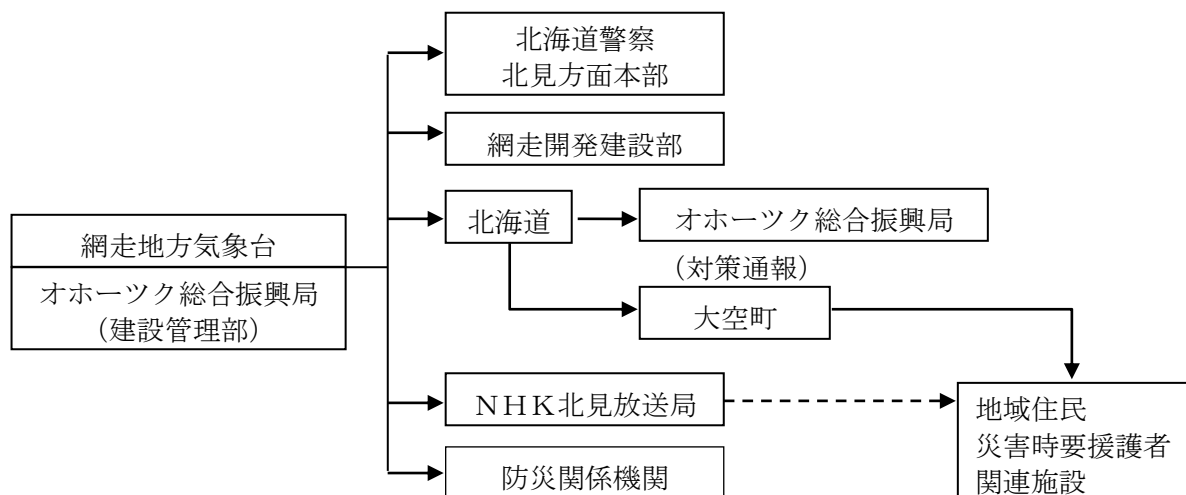 北海道警察
北見方面本部
網走開発建設部
北海道
オホーツク総合振興局
網走地方気象台
オホーツク総合振興局
（建設管理部）
（対策通報）
大空町
ＮＨＫ北見放送局
地域住民
災害時要援護者
関連施設
防災関係機関